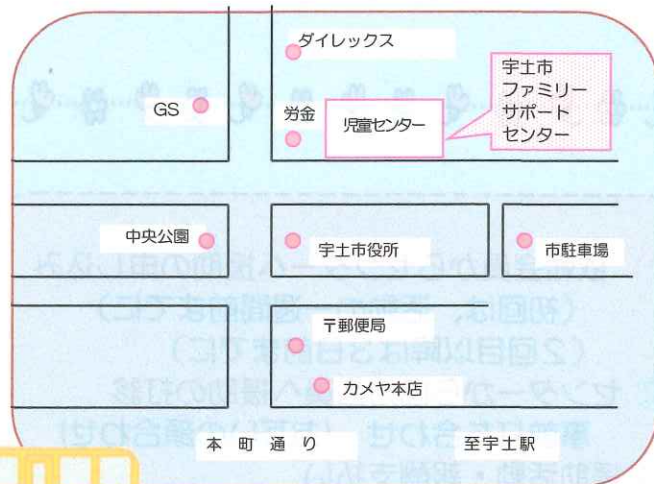 ダイレックス
宇土市
ファミリー
サポート
センター
GS
労金
児童センター
中央公園
宇土市役所
市駐車場
〒郵便局
カメヤ本店
本町通り
至宇土駅